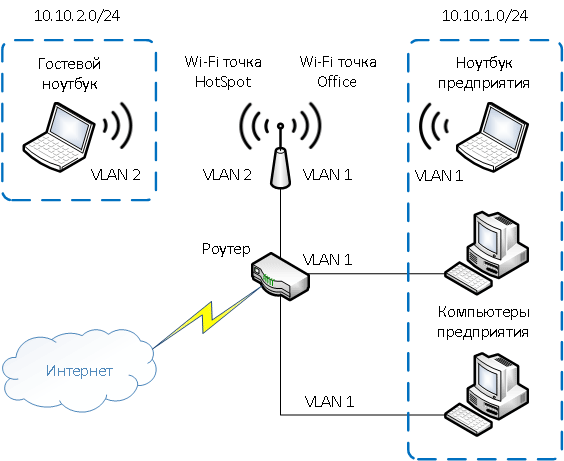 10.10.2.0/24
10.10.1.0/24
Гостевой
ноутбук
VLAN 2
Wi-Fi точка
HotSpot
Wi-Fi точка
Office
VLAN 2
VLAN 1
Ноутбук
предприятия
VLAN 1
Роутер
VLAN 1
Компьютеры
предприятия
Интернет
VLAN 1